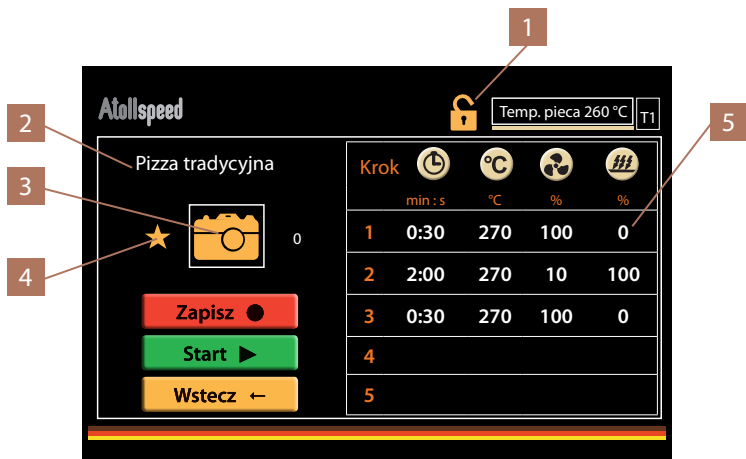 1
Atollspeed
Temp. pieca 260 °C T1
2
5
Pizza tradycyjna
Krok °C
min : s °C % %
3
0
4
1 0:30 270 100 0
2 2:00 270 10 100
3 0:30 270 100 0
4
5
Zapisz
Start
Wstecz ←